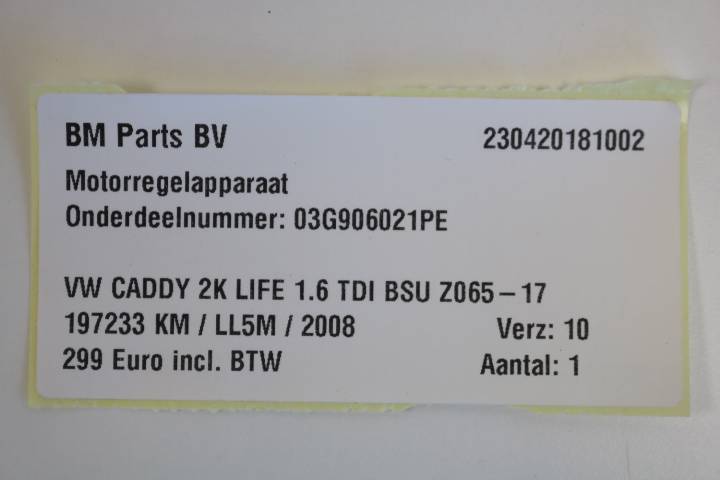 BM Parts BV 230420181002
Motorregelapparaat
Onderdeelnummer: 03G906021PE
VW CADDY 2K LIFE 1.6 TDI BSU Z065-17
197233 KM / LL5M / 2008 Verz: 10
299 Euro incl. BTW Aantal: 1